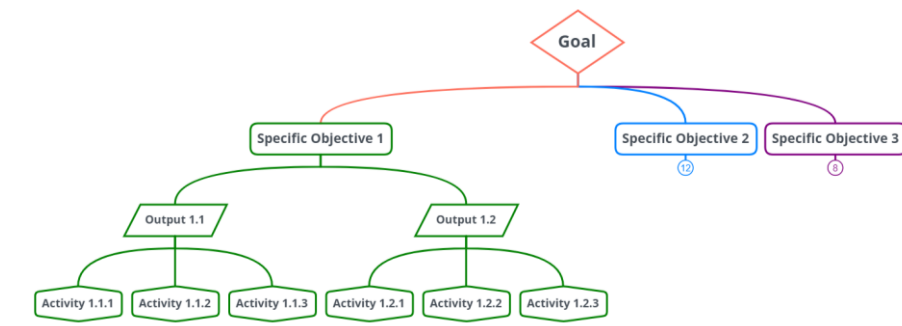 Goal
Specific Objective 1
Specific Objective 2
Specific Objective 3
12
8
Output 1.1
Output 1.2
Activity 1.1.1
Activity 1.1.2
Activity 1.1.3
Activity 1.2.1
Activity 1.2.2
Activity 1.2.3